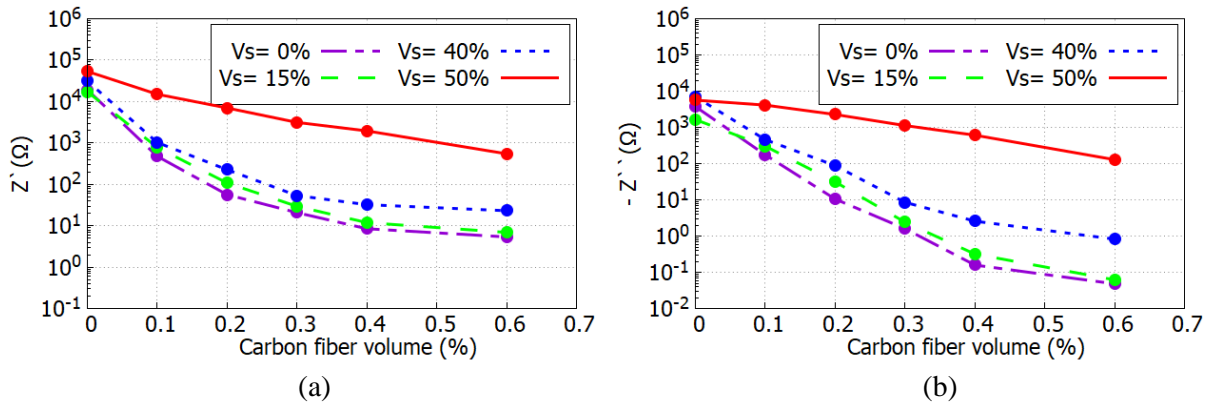 10^6
10^5
10^4
10^3
10^2
10^1
10^0
10^-1
Z` (Ω)
Vs= 0% Vs= 40%
Vs= 15% Vs= 50%
0 0.1 0.2 0.3 0.4 0.5 0.6 0.7
Carbon fiber volume (%)
(a)
10^6
10^5
10^4
10^3
10^2
10^1
10^0
10^-1
10^-2
- Z`` (Ω)
Vs= 0% Vs= 40%
Vs= 15% Vs= 50%
0 0.1 0.2 0.3 0.4 0.5 0.6 0.7
Carbon fiber volume (%)
(b)